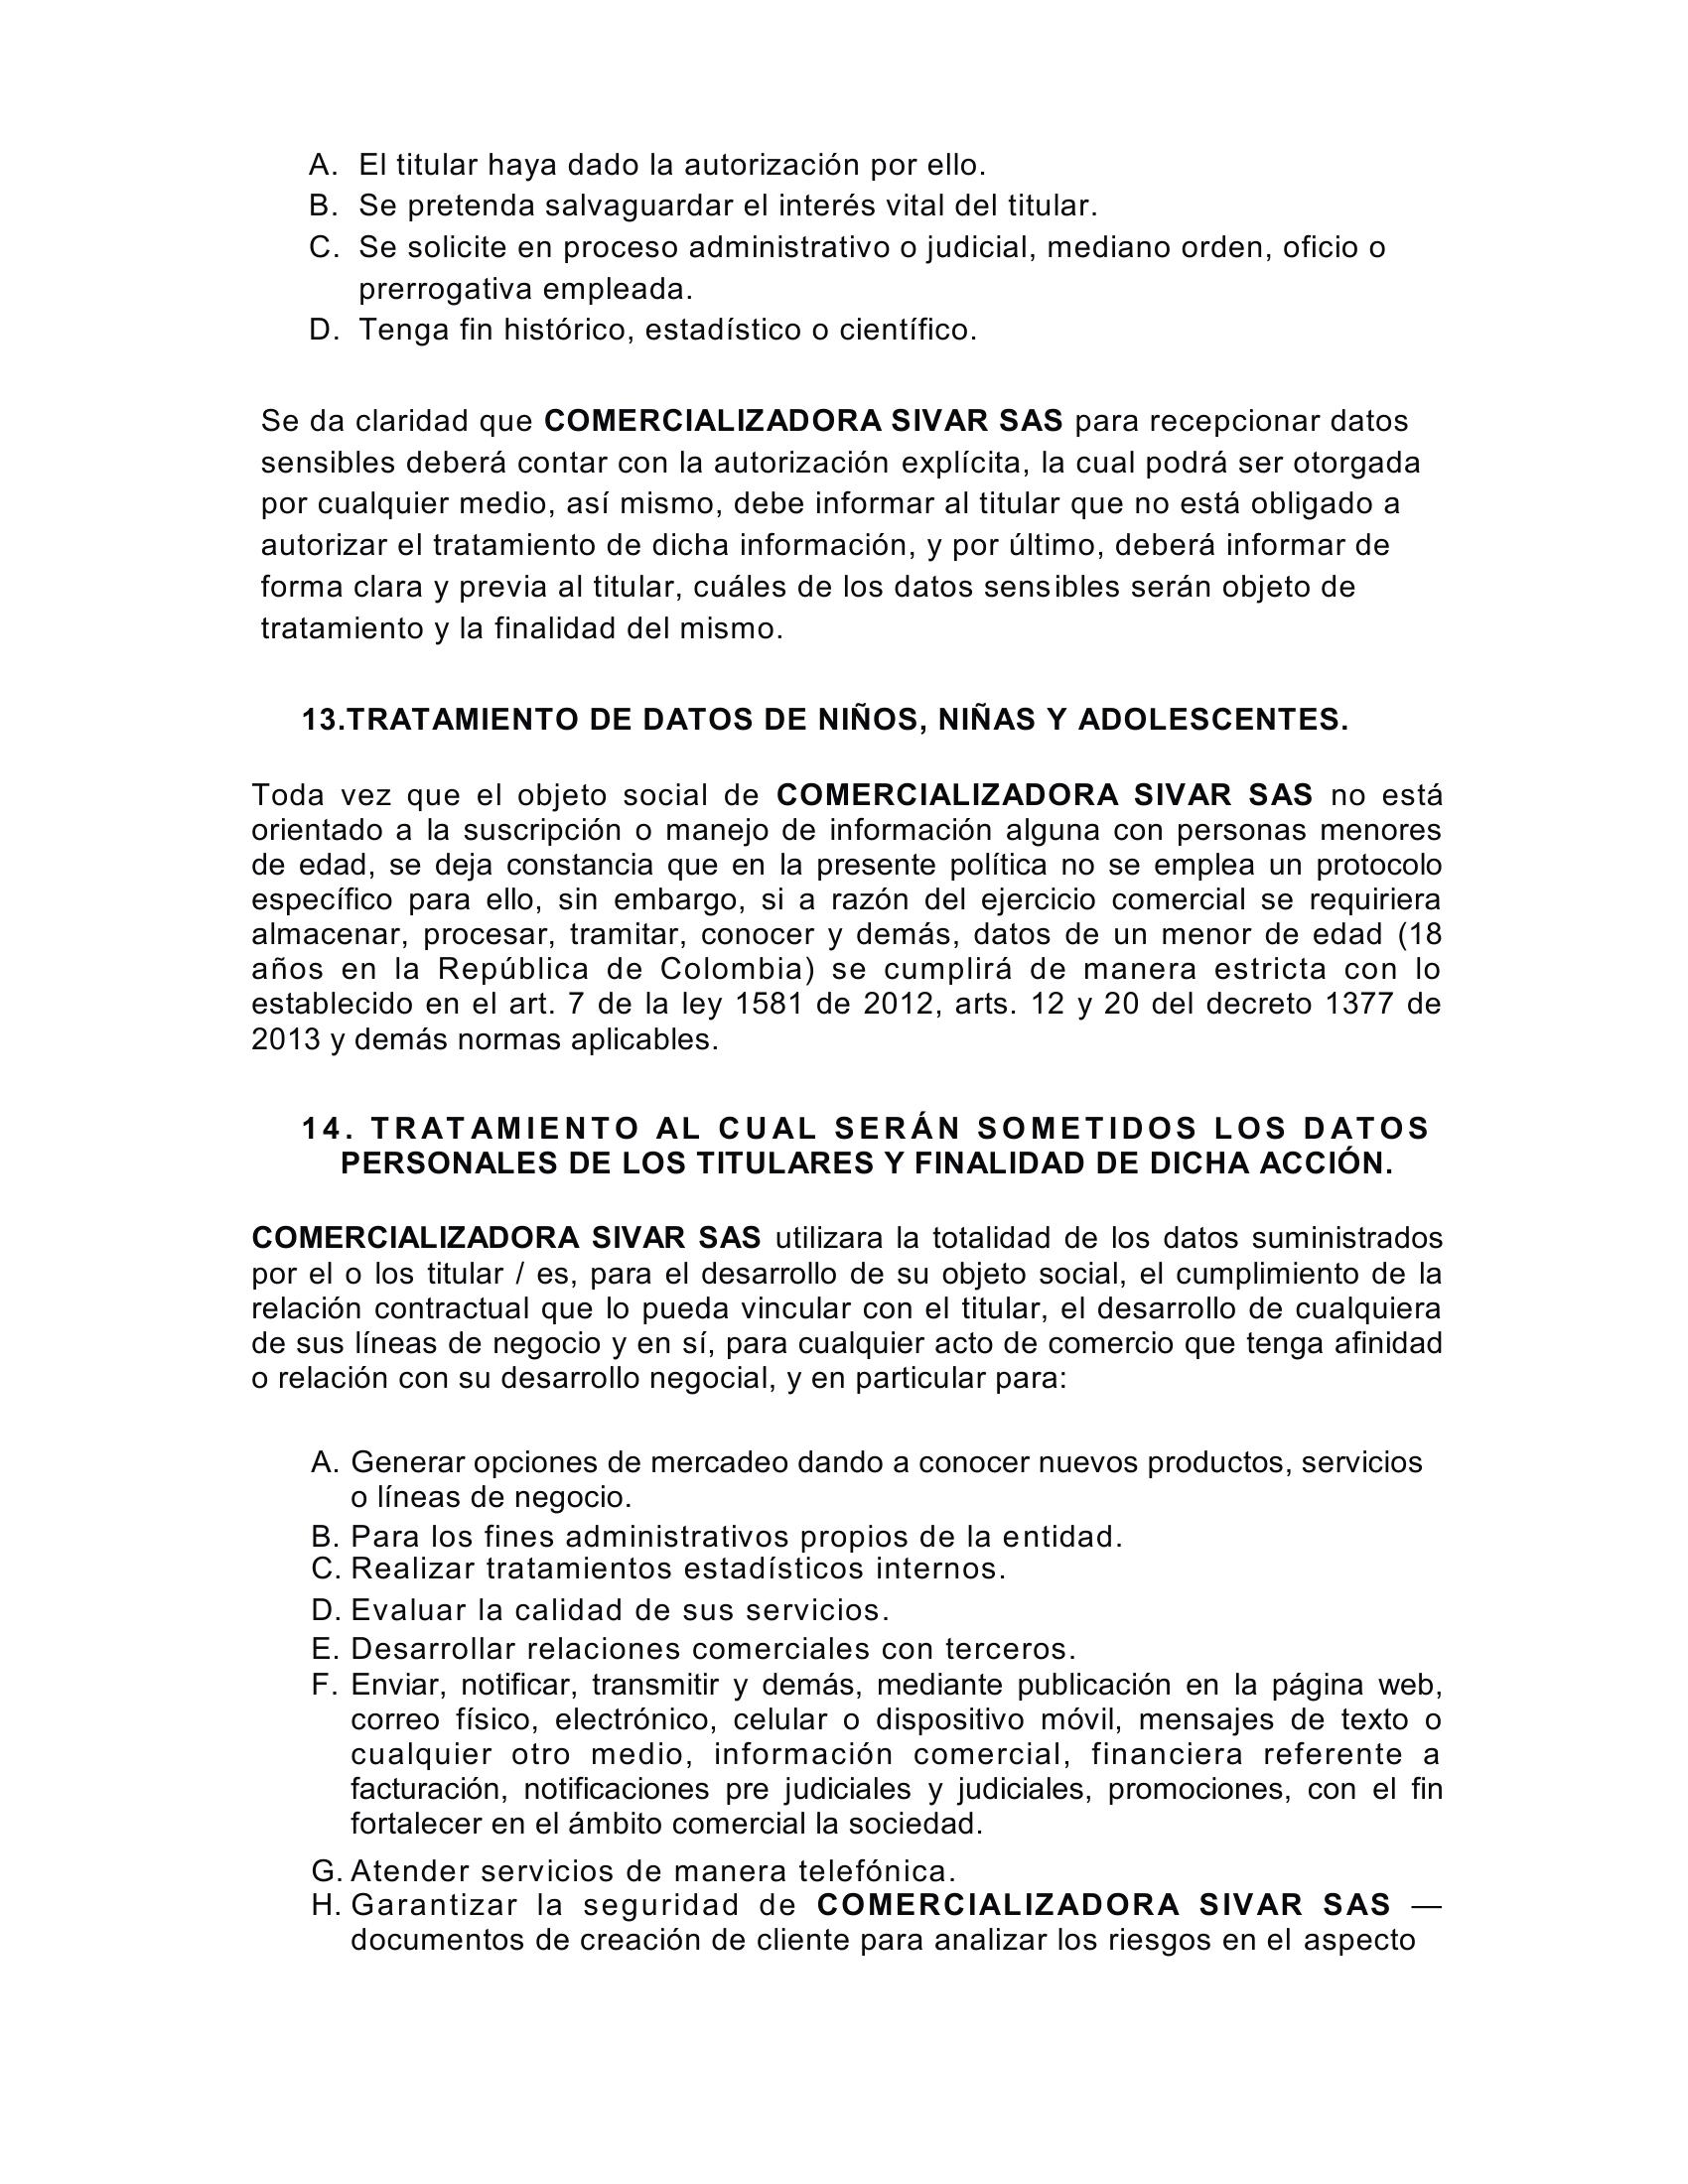 A. El titular haya dado la autorización por ello.
B. Se pretenda salvaguardar el interés vital del titular.
C. Se solicite en proceso administrativo o judicial, mediano orden, oficio o
prerrogativa empleada.
D. Tenga fin histórico, estadístico o científico.
Se da claridad que COMERCIALIZADORA SIVAR SAS para recepcionar datos
sensibles deberá contar con la autorización explícita, la cual podrá ser otorgada
por cualquier medio, así mismo, debe informar al titular que no está obligado a
autorizar el tratamiento de dicha información, y por último, deberá informar de
forma clara y previa al titular, cuáles de los datos sensibles serán objeto de
tratamiento y la finalidad del mismo.
13.TRATAMIENTO DE DATOS DE NIÑOS, NIÑAS Y ADOLESCENTES.
Toda vez que el objeto social de COMERCIALIZADORA SIVAR SAS no está
orientado a la suscripción o manejo de información alguna con personas menores
de edad, se deja constancia que en la presente política no se emplea un protocolo
específico para ello, sin embargo, si a razón del ejercicio comercial se requiriera
almacenar, procesar, tramitar, conocer y demás, datos de un menor de edad (18
años en la República de Colombia) se cumplirá de manera estricta con lo
establecido en el art. 7 de la ley 1581 de 2012, arts. 12 y 20 del decreto 1377 de
2013 y demás normas aplicables.
14. TRATAMIENTO AL CUAL SERÁN SOMETIDOS LOS DATOS
PERSONALES DE LOS TITULARES Y FINALIDAD DE DICHA ACCIÓN.
COMERCIALIZADORA SIVAR SAS utilizara la totalidad de los datos suministrados
por el o los titular / es, para el desarrollo de su objeto social, el cumplimiento de la
relación contractual que lo pueda vincular con el titular, el desarrollo de cualquiera
de sus líneas de negocio y en sí, para cualquier acto de comercio que tenga afinidad
o relación con su desarrollo negocial, y en particular para:
A. Generar opciones de mercadeo dando a conocer nuevos productos, servicios
o líneas de negocio.
B. Para los fines administrativos propios de la entidad.
C. Realizar tratamientos estadísticos internos.
D. Evaluar la calidad de sus servicios.
E. Desarrollar relaciones comerciales con terceros.
F. Enviar, notificar, transmitir y demás, mediante publicación en la página web,
correo físico, electrónico, celular o dispositivo móvil, mensajes de texto o
cualquier otro medio, información comercial, financiera referente a
facturación, notificaciones pre judiciales y judiciales, promociones, con el fin
fortalecer en el ámbito comercial la sociedad.
G. Atender servicios de manera telefónica.
H. Garantizar la seguridad de COMERCIALIZADORA SIVAR SAS —
documentos de creación de cliente para analizar los riesgos en el aspecto